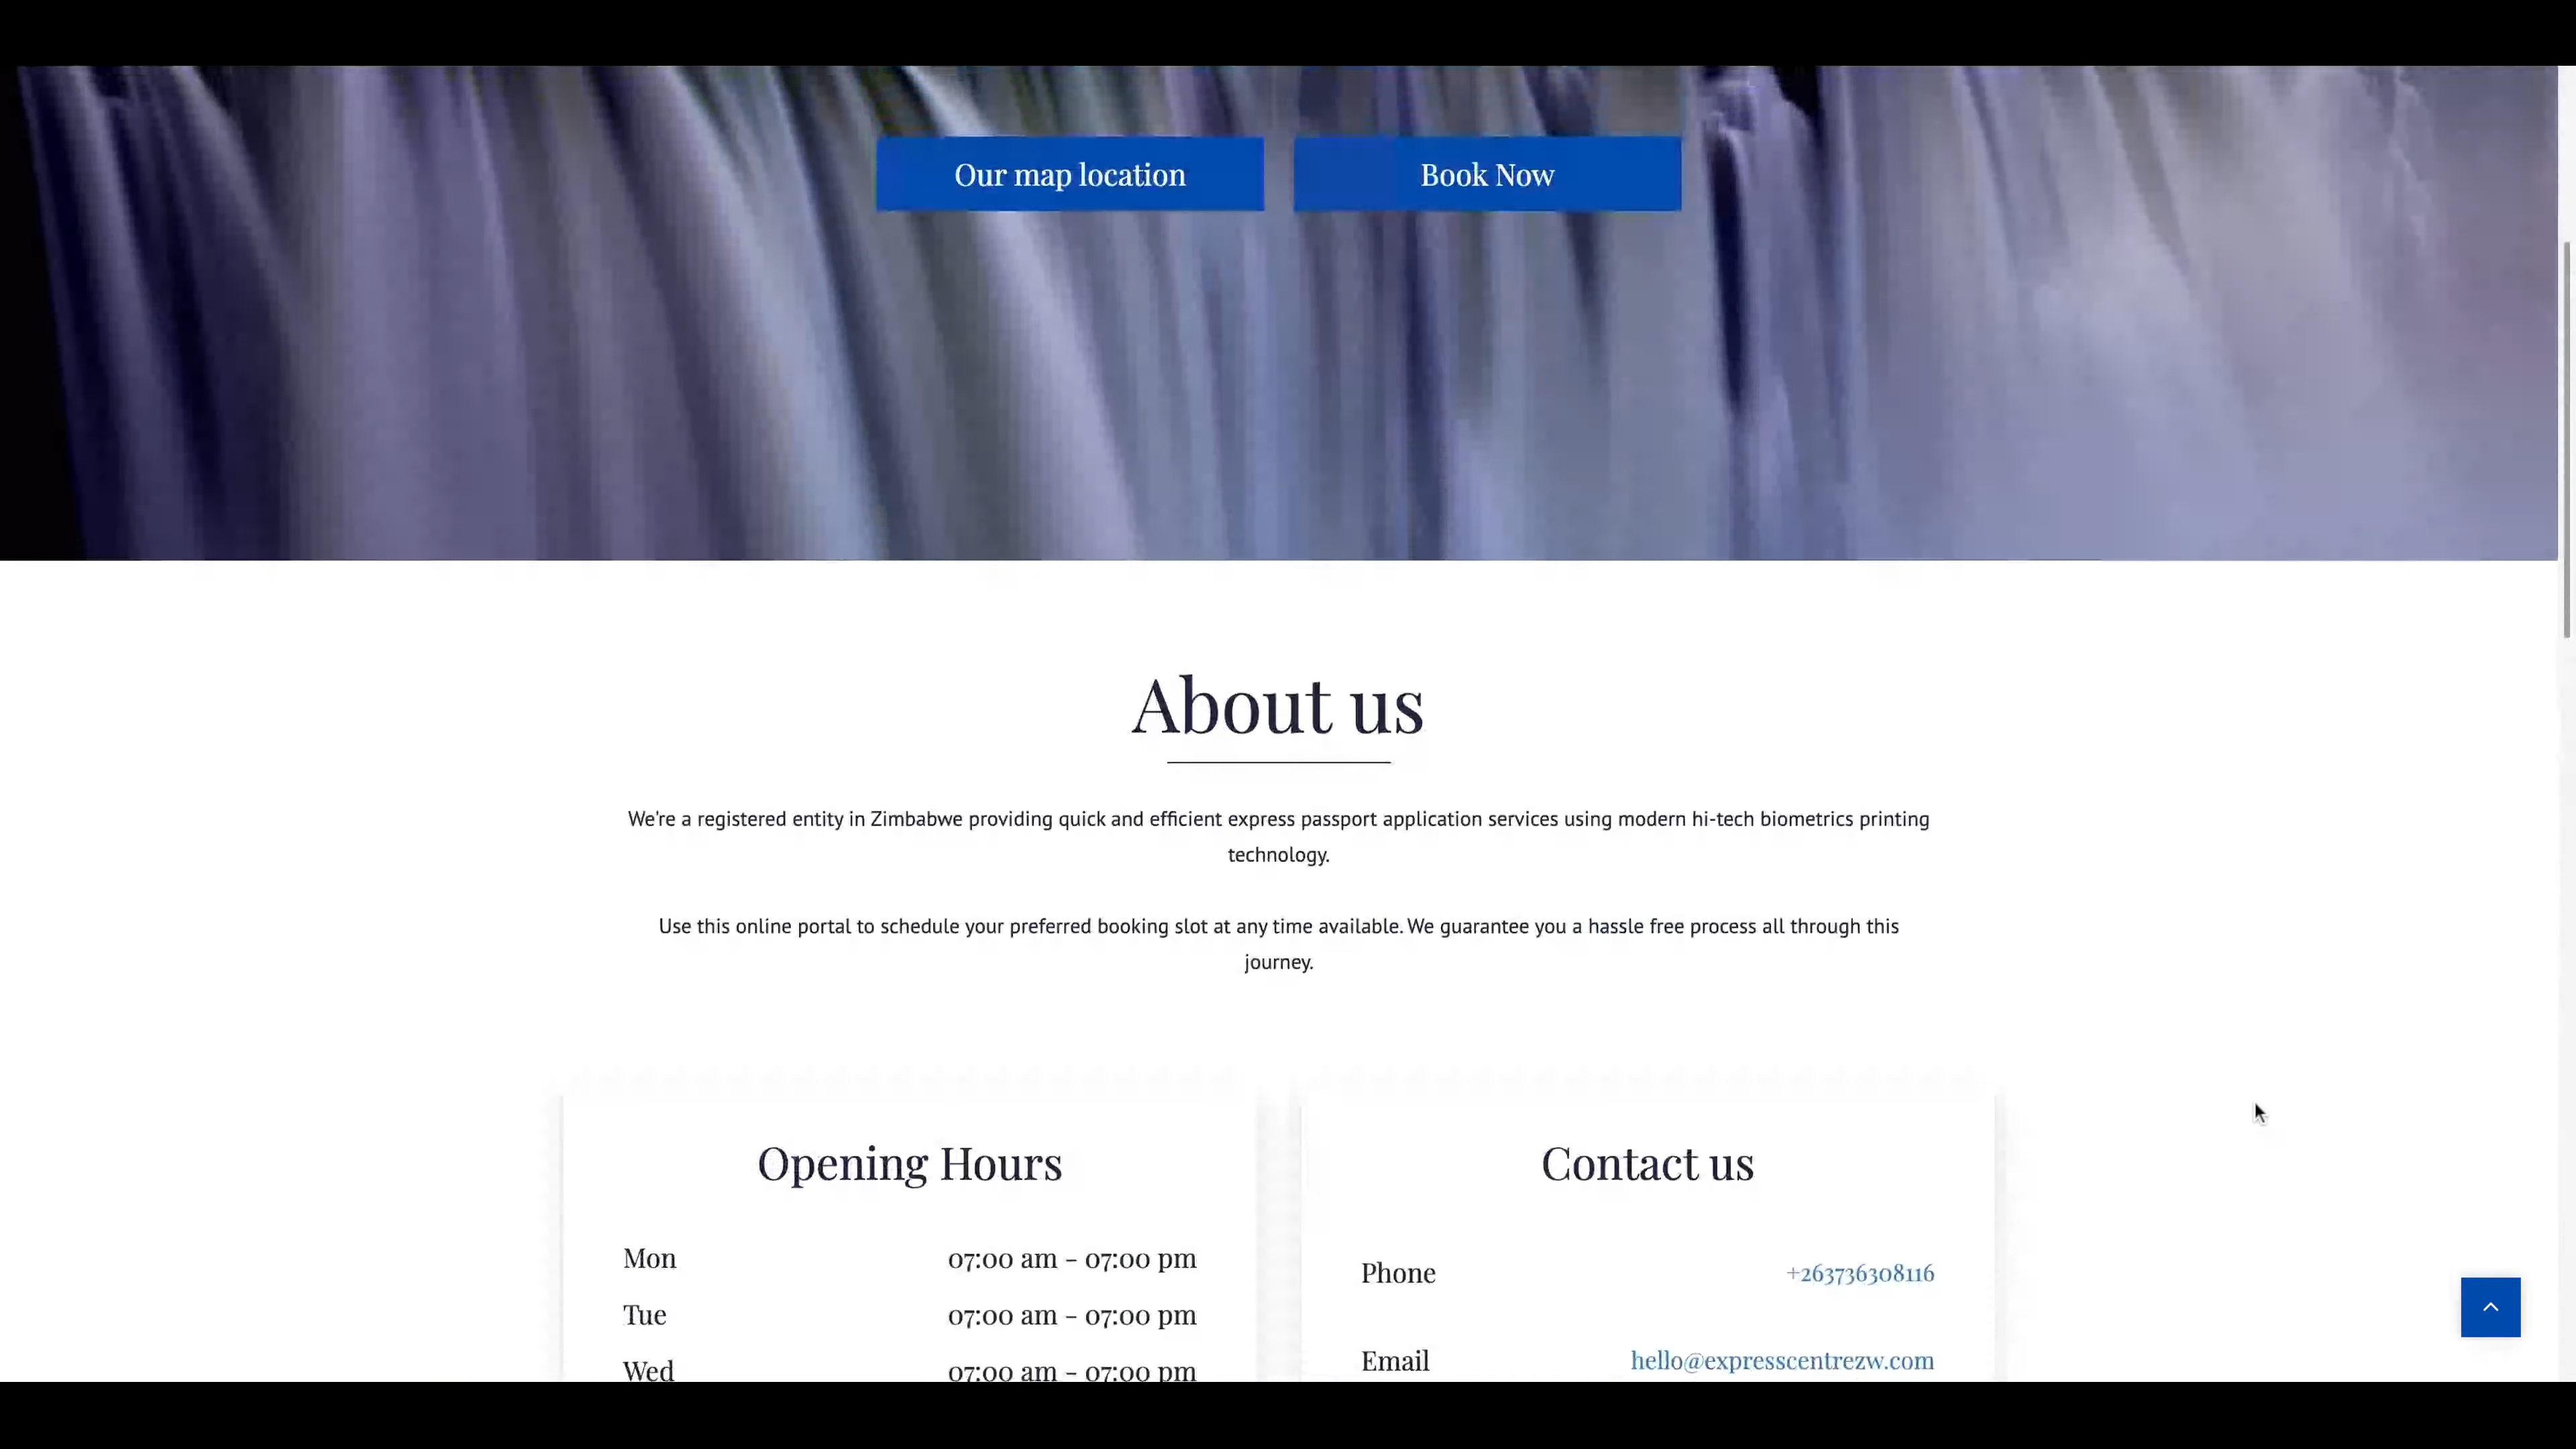 Our map location
Book Now
About us
We're a registered entity in Zimbabwe providing quick and efficient express passport application services using modern hi-tech biometrics printing
technology.
Use this online portal to schedule your preferred booking slot at any time available. We guarantee you a hassle free process all through this
journey.
Opening Hours
Mon 07:00 am - 07:00 pm
Tue 07:00 am - 07:00 pm
Wed 07:00 am - 07:00 pm
Contact us
Phone +263736308116
Email hello@expresscentrezw.com